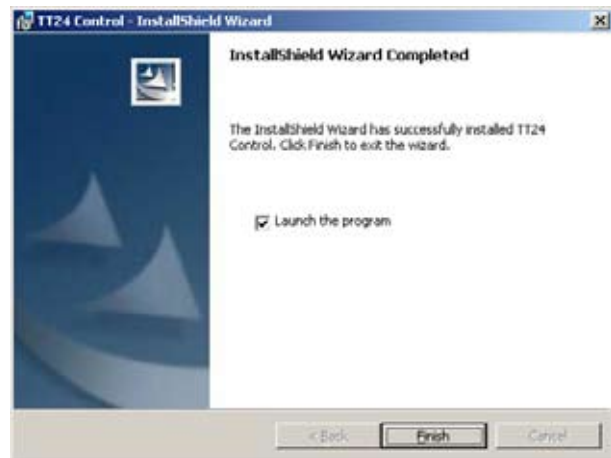 TT24 Control - InstallShield Wizard
InstallShield Wizard Completed
The InstallShield Wizard has successfully installed TT24
Control. Click Finish to exit the wizard.
Launch the program
< Back Finish Cancel